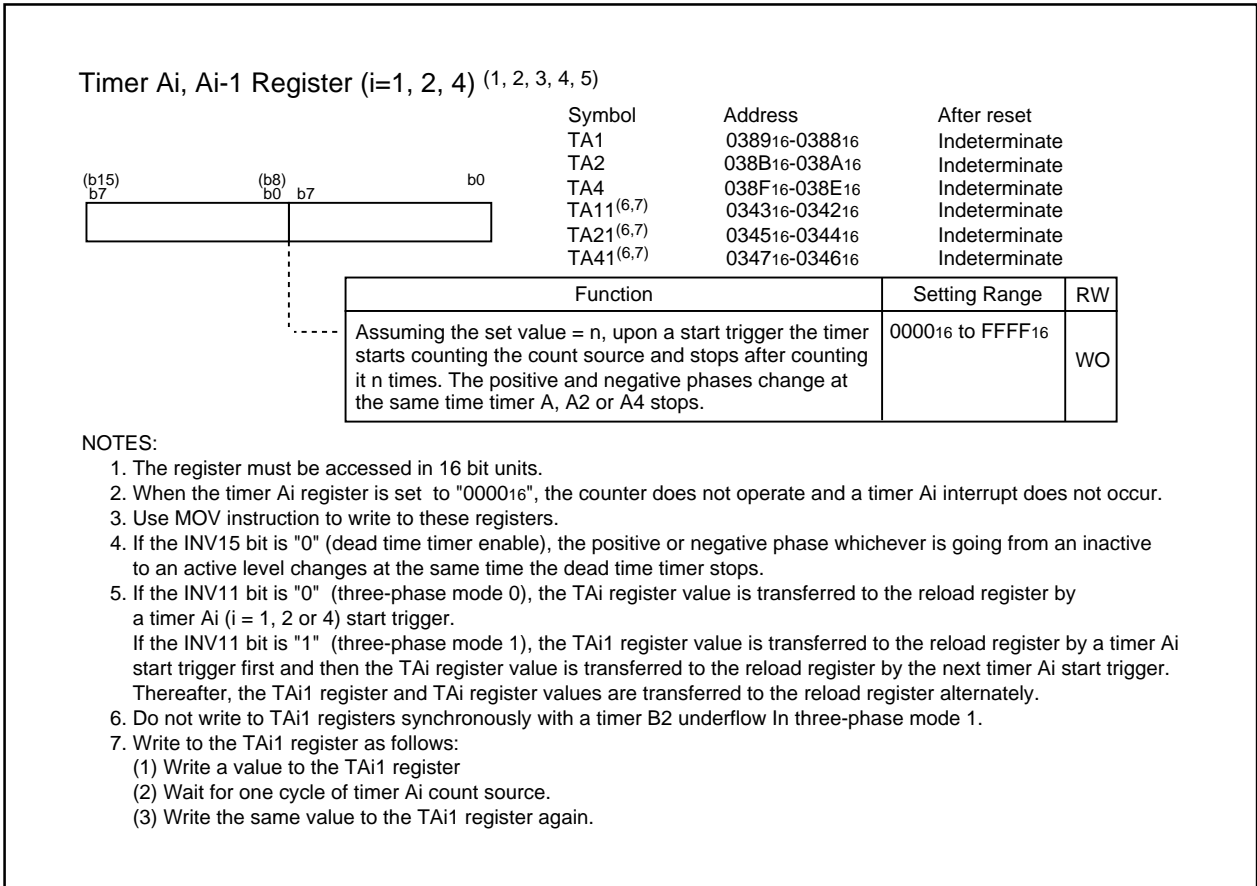 Timer Ai, Ai-1 Register (i=1, 2, 4) (1, 2, 3, 4, 5)
Symbol Address After reset
TA1 038916-038816 Indeterminate
TA2 038B16-038A16 Indeterminate
TA4 038F16-038E16 Indeterminate
TA11(6,7) 034316-034216 Indeterminate
TA21(6,7) 034516-034416 Indeterminate
TA41(6,7) 034716-034616 Indeterminate
(b15) (b8)
b7 b0 b7 b0
Function Setting Range RW
Assuming the set value = n, upon a start trigger the timer 000016 to FFFF16
starts counting the count source and stops after counting
it n times. The positive and negative phases change at WO
the same time timer A, A2 or A4 stops.
NOTES:
1. The register must be accessed in 16 bit units.
2. When the timer Ai register is set to "000016", the counter does not operate and a timer Ai interrupt does not occur.
3. Use MOV instruction to write to these registers.
4. If the INV15 bit is "0" (dead time timer enable), the positive or negative phase whichever is going from an inactive
to an active level changes at the same time the dead time timer stops.
5. If the INV11 bit is "0" (three-phase mode 0), the TAi register value is transferred to the reload register by
a timer Ai (i = 1, 2 or 4) start trigger.
If the INV11 bit is "1" (three-phase mode 1), the TAi1 register value is transferred to the reload register by a timer Ai
start trigger first and then the TAi register value is transferred to the reload register by the next timer Ai start trigger.
Thereafter, the TAi1 register and TAi register values are transferred to the reload register alternately.
6. Do not write to TAi1 registers synchronously with a timer B2 underflow In three-phase mode 1.
7. Write to the TAi1 register as follows:
(1) Write a value to the TAi1 register
(2) Wait for one cycle of timer Ai count source.
(3) Write the same value to the TAi1 register again.